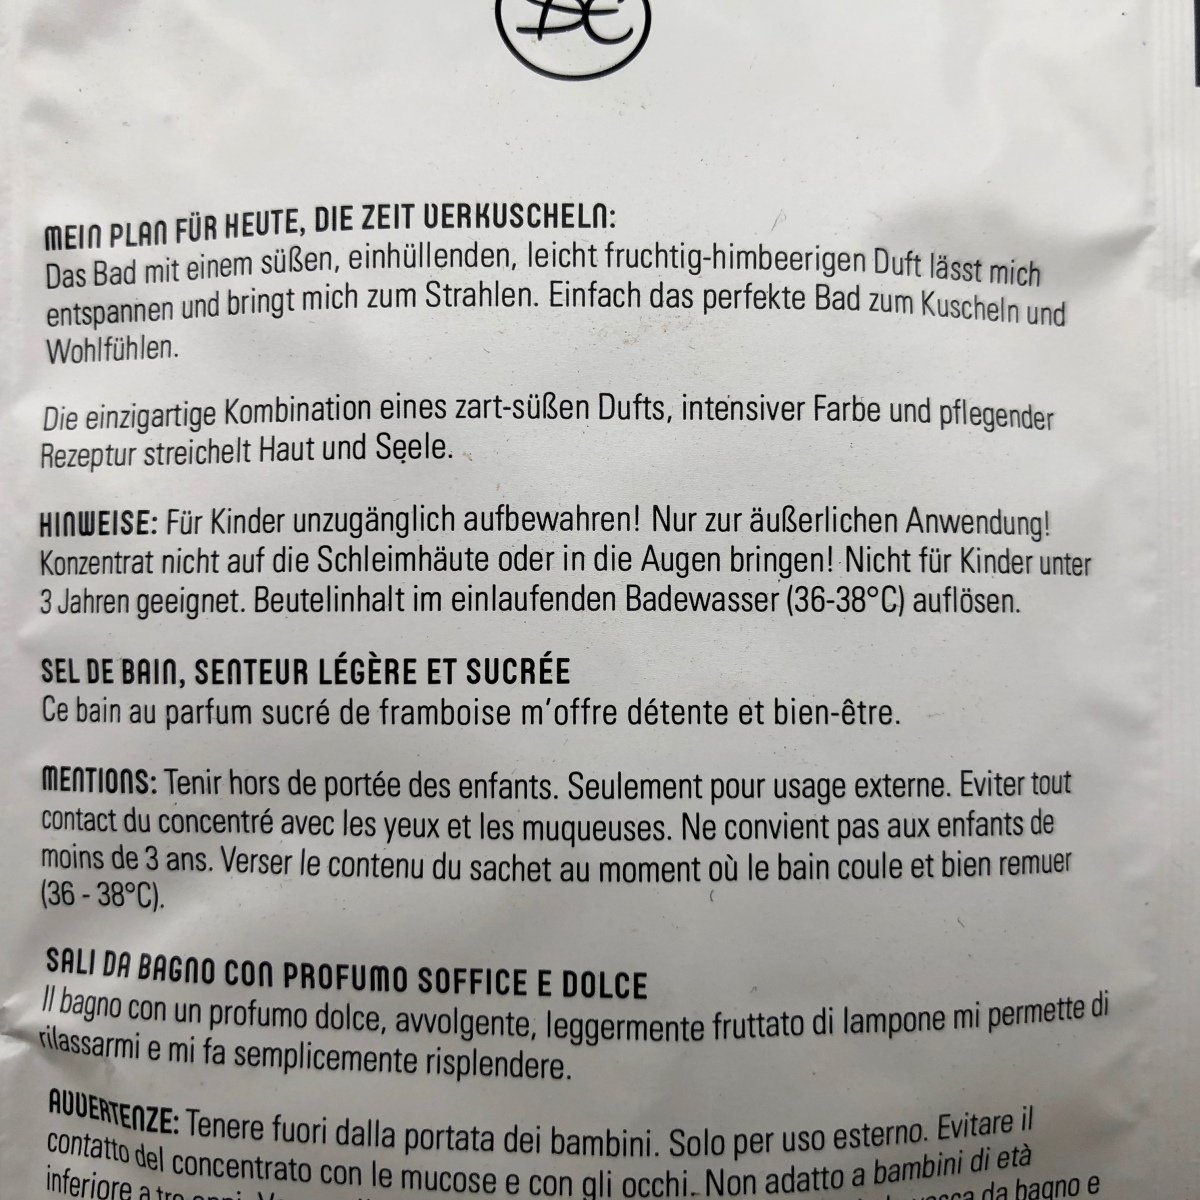 DE
MEIN PLAN FÜR HEUTE, DIE ZEIT VERKUSCHELN:
Das Bad mit einem süßen, einhüllenden, leicht fruchtig-himbeerigen Duft lässt mich
entspannen und bringt mich zum Strahlen. Einfach das perfekte Bad zum Kuscheln und
Wohlfühlen.
Die einzigartige Kombination eines zart-süßen Dufts, intensiver Farbe und pflegender
Rezeptur streichelt Haut und Seele.
HINWEISE: Für Kinder unzugänglich aufbewahren! Nur zur äußerlichen Anwendung!
Konzentrat nicht auf die Schleimhäute oder in die Augen bringen! Nicht für Kinder unter
3 Jahren geeignet. Beutelinhalt im einlaufenden Badewasser (36-38°C) auflösen.
SEL DE BAIN, SENTEUR LÉGÈRE ET SUCRÉE
Ce bain au parfum sucré de framboise m'offre détente et bien-être.
MENTIONS: Tenir hors de portée des enfants. Seulement pour usage externe. Eviter tout
contact du concentré avec les yeux et les muqueuses. Ne convient pas aux enfants de
moins de 3 ans. Verser le contenu du sachet au moment où le bain coule et bien remuer
(36 - 38°C).
SALI DA BAGNO CON PROFUMO SOFFICE E DOLCE
Il bagno con un profumo dolce, avvolgente, leggermente fruttato di lampone mi permette di
rilassarmi e mi fa semplicemente risplendere.
AVVERTENZE: Tenere fuori dalla portata dei bambini. Solo per uso esterno. Evitare il
contatto del concentrato con le mucose e con gli occhi. Non adatto a bambini di età
inferiore a tre da bagno e